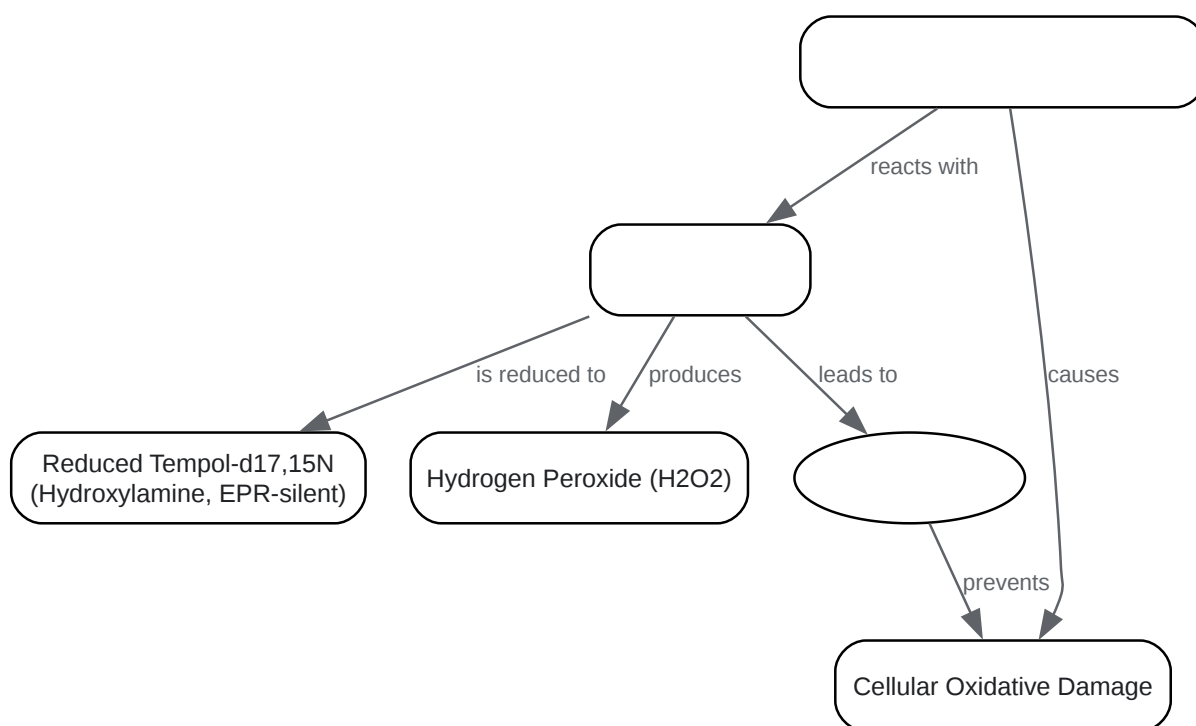 reacts with
is reduced to
produces
leads to
causes
Reduced Tempol-d17,15N
(Hydroxylamine, EPR-silent)
Hydrogen Peroxide (H2O2)
prevents
Cellular Oxidative Damage